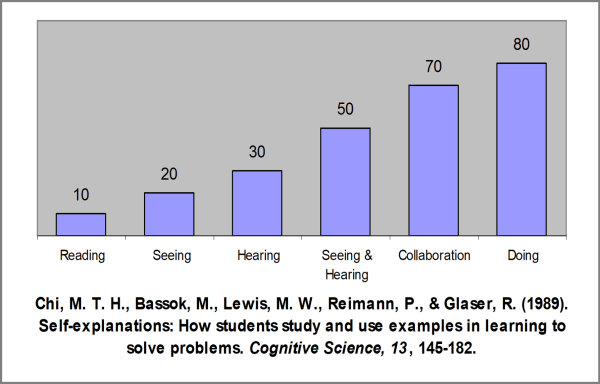 80
70
50
30
20
10
Reading Seeing Hearing Seeing & Collaboration Doing
Hearing
Chi, M. T. H., Bassok, M., Lewis, M. W., Reimann, P., & Glaser, R. (1989).
Self-explanations: How students study and use examples in learning to
solve problems. Cognitive Science, 13, 145-182.